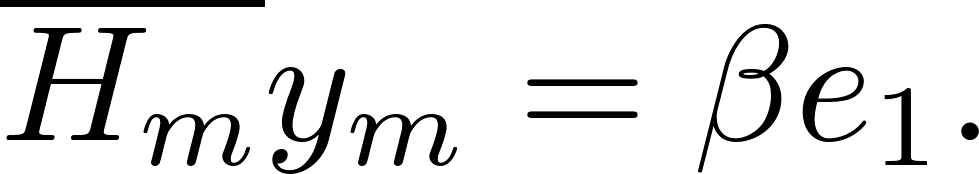 $\overline{H_m} y_m = \beta e_1.$